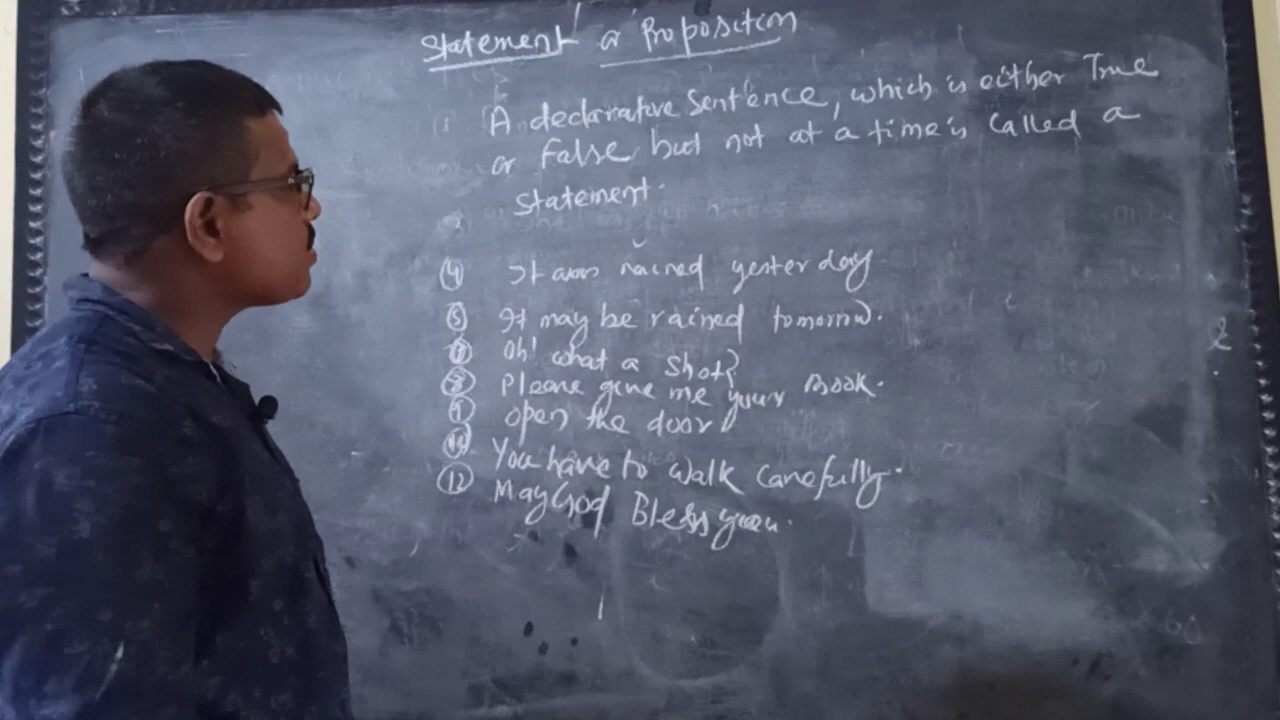 Statement or Proposition
A declarative sentence, which is either True
or False, but not at a time is called a
statement.
(4) It was rained yesterday
(5) It may be rained tomorrow.
Oh! what a shot?
(8) Please give me your Book.
(9) open the door
You have to walk carefully.
(12) May God Bless you.